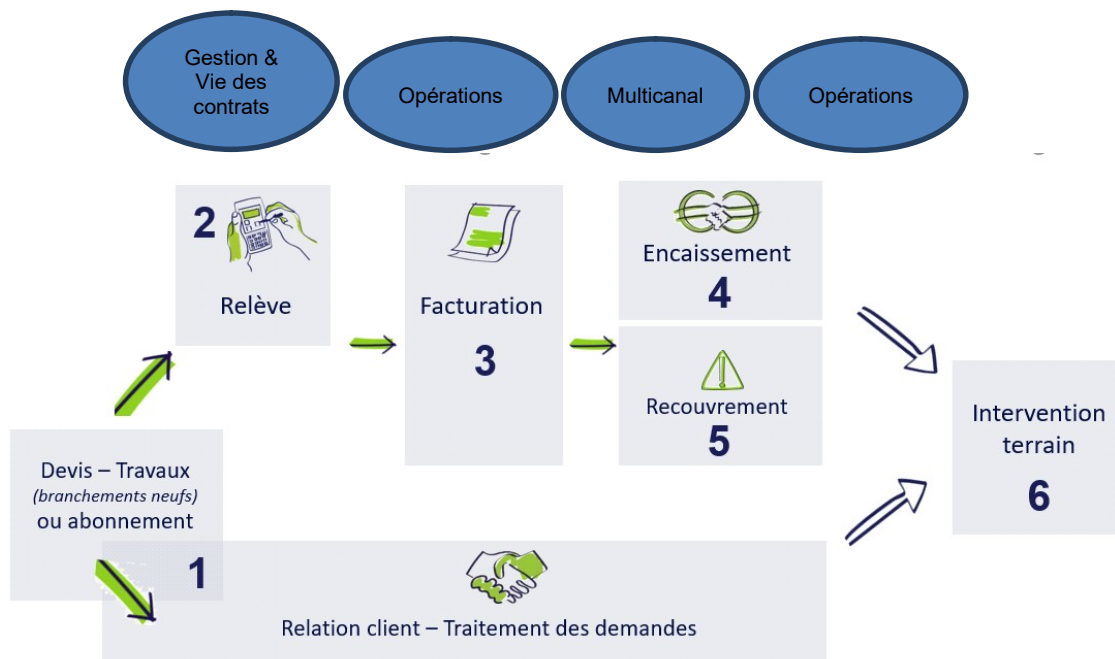 Gestion &
Vie des
contrats
Opérations
Multicanal
Opérations
2
Relève
Facturation
3
Encaissement
4
Recouvrement
5
Intervention
terrain
6
Devis – Travaux
(branchements neufs)
ou abonnement
1
Relation client – Traitement des demandes